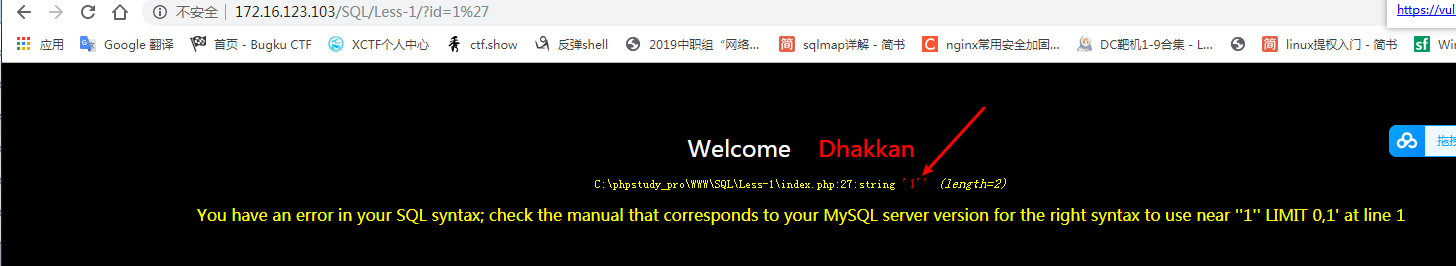 https://vul
不安全 | 172.16.123.103/SQL/Less-1/?id=1%27
应用 Google 翻译 首页 - Bugku CTF XCTF个人中心 ctf.show 反弹shell 2019中职组“网络... 简 sqlmap详解 - 简书 C nginx常用安全加固... DC靶机1-9合集 - L... 简 linux提权入门 - 简书 sf Win
拖拽
Welcome Dhakkan
C:\phpstudy_pro\WWW\SQL\Less-1\index.php:27:string '1'' (length=2)
You have an error in your SQL syntax; check the manual that corresponds to your MySQL server version for the right syntax to use near ''1'' LIMIT 0,1' at line 1